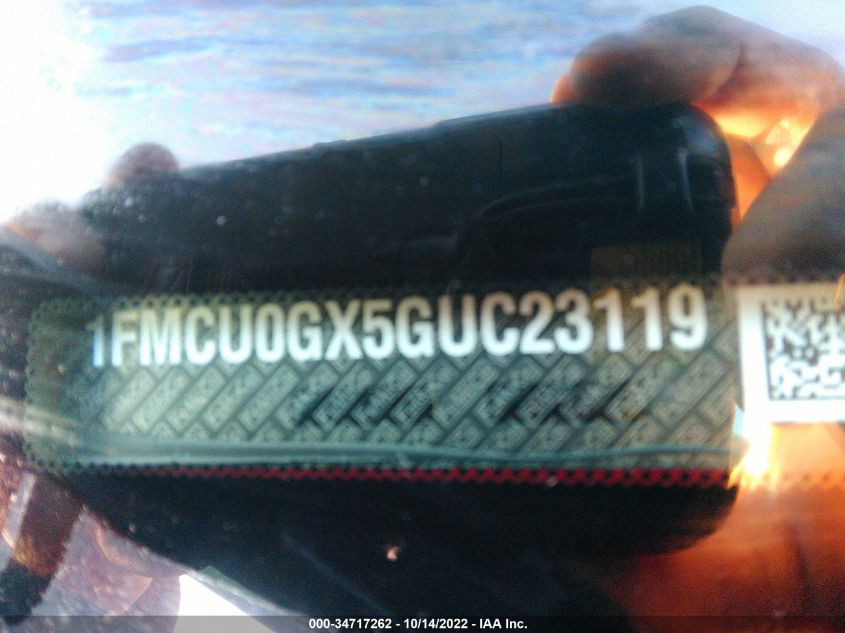 1FMCU0GX5GUC23119
000-34717262 - 10/14/2022 - IAA Inc.